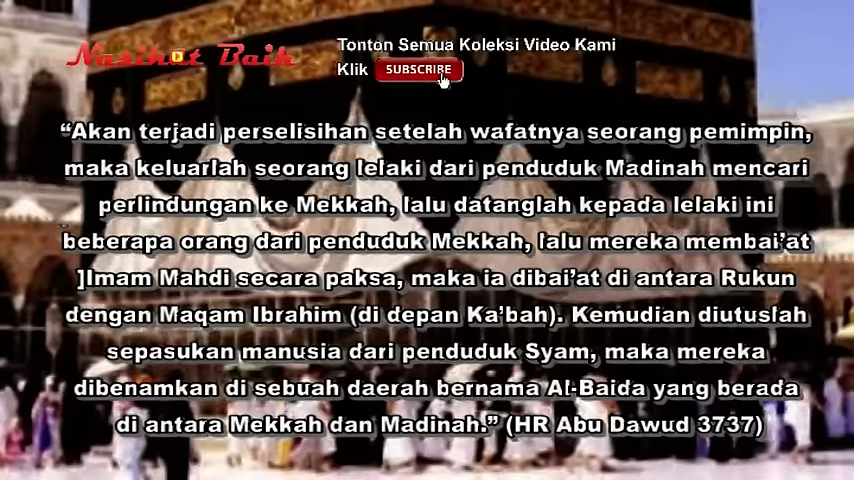 Nasihat Baik
Tonton Semua Koleksi Video Kami
Klik SUBSCRIBE
“Akan terjadi perselisihan setelah wafatnya seorang pemimpin,
maka keluarlah seorang lelaki dari penduduk Madinah mencari
perlindungan ke Mekkah, lalu datanglah kepada lelaki ini
beberapa orang dari penduduk Mekkah, lalu mereka membai’at
]Imam Mahdi secara paksa, maka ia dibai’at di antara Rukun
dengan Maqam Ibrahim (di depan Ka’bah). Kemudian diutuslah
sepasukan manusia dari penduduk Syam, maka mereka
dibenamkan di sebuah daerah bernama Al-Baida yang berada
di antara Mekkah dan Madinah.” (HR Abu Dawud 3737)